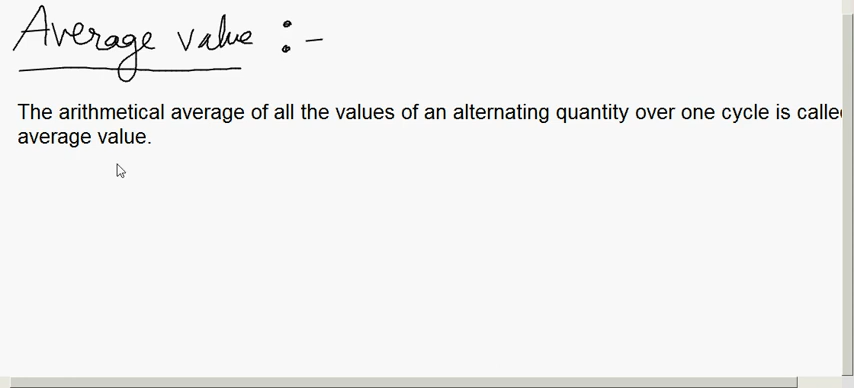 Average value :-
The arithmetical average of all the values of an alternating quantity over one cycle is calle
average value.